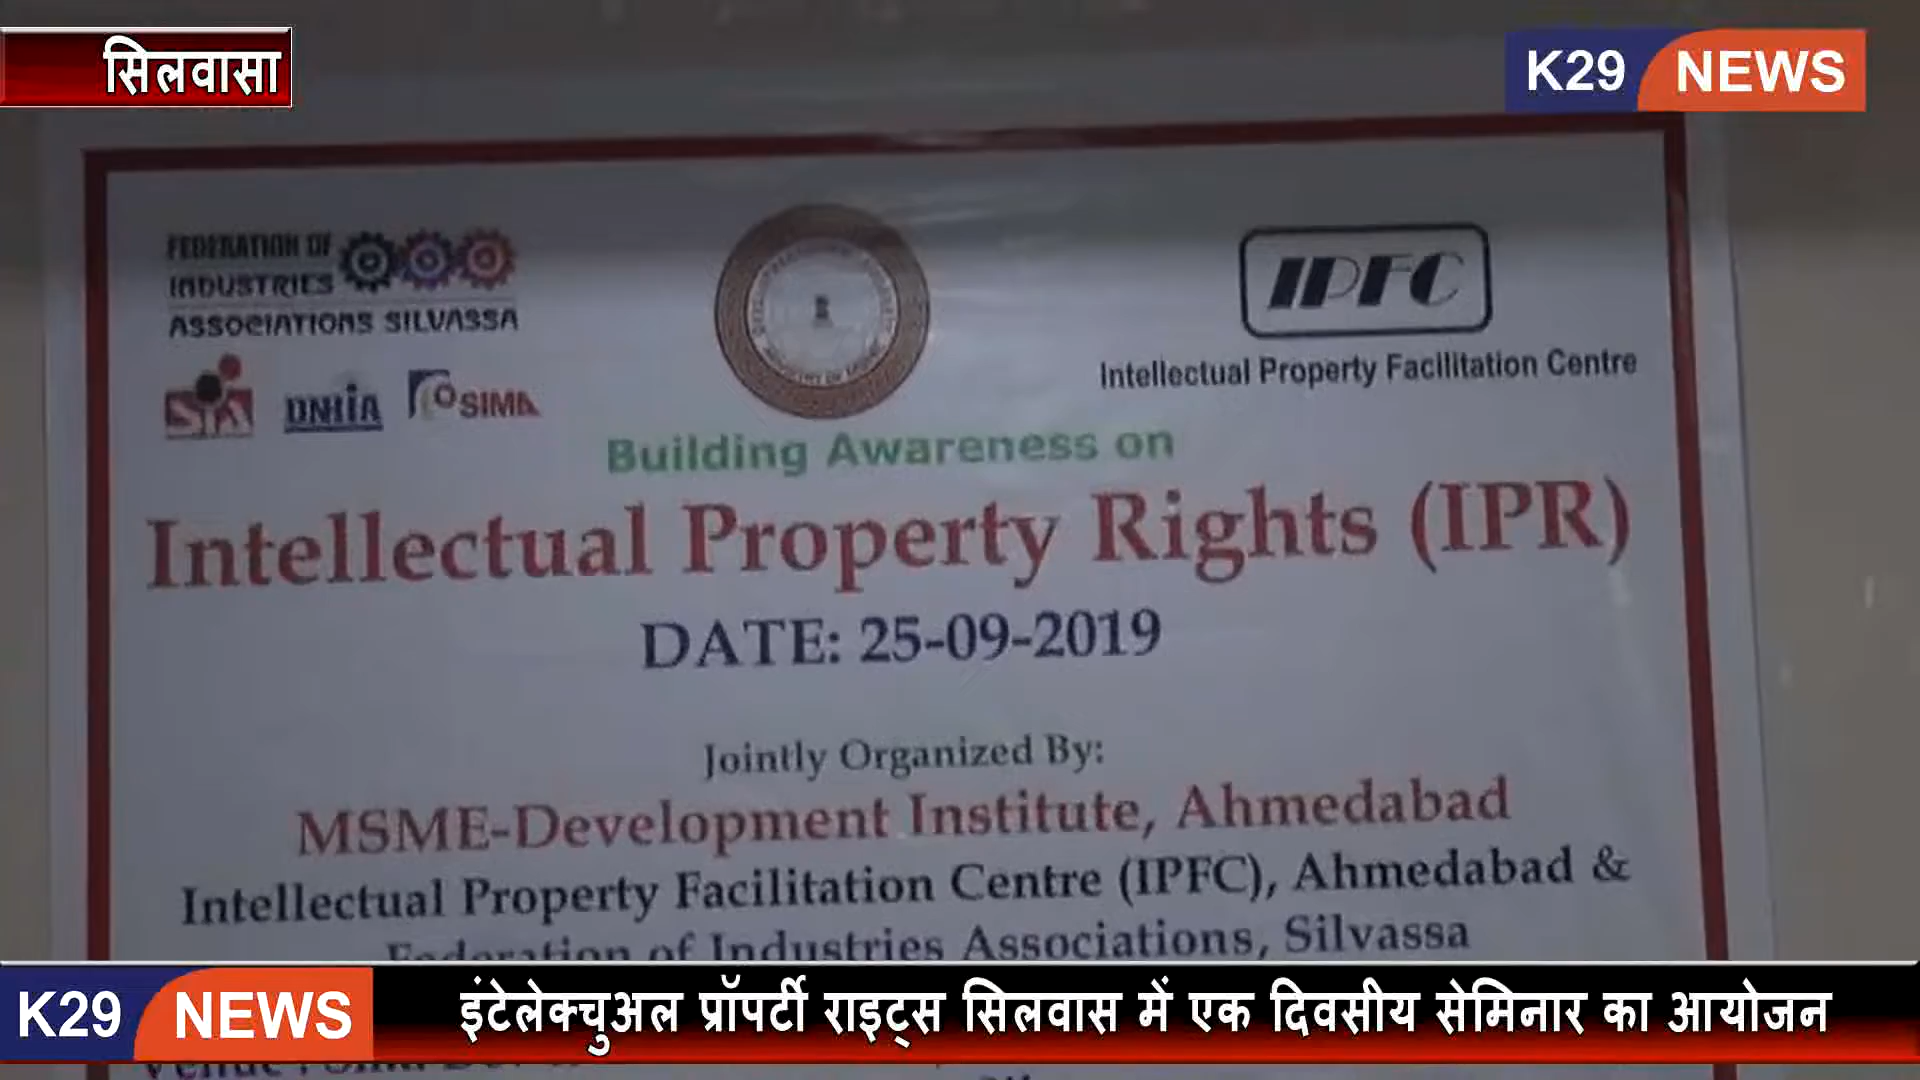 सिलवासा
K29 NEWS
FEDERATION OF
INDUSTRIES
ASSOCIATIONS SILVASSA
SIA DNHIA SIMA
IPFC
Intellectual Property Facilitation Centre
Building Awareness on
Intellectual Property Rights (IPR)
DATE: 25-09-2019
Jointly Organized By:
MSME-Development Institute, Ahmedabad
Intellectual Property Facilitation Centre (IPFC), Ahmedabad &
Federation of Industries Associations, Silvassa
K29 NEWS
इंटेलेक्चुअल प्रॉपर्टी राइट्स सिलवास में एक दिवसीय सेमिनार का आयोजन